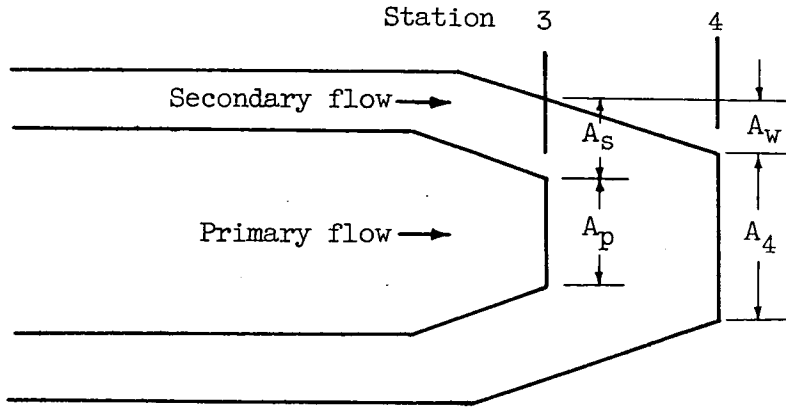 Station 3 4
Secondary flow
A_s
A_w
Primary flow
A_p
A_4